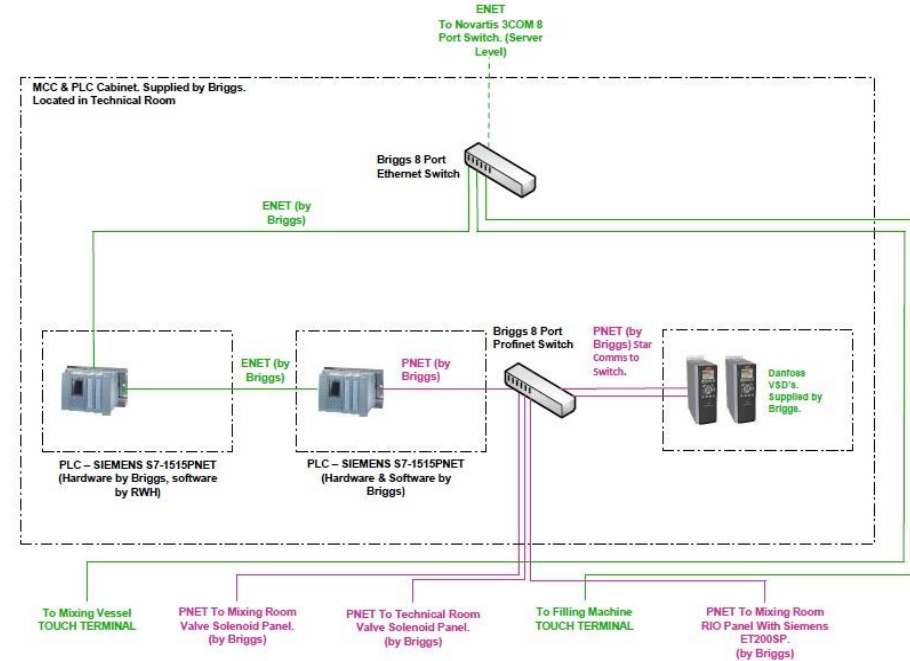 ENET
To Novartis 3COM 8
Port Switch. (Server
Level)
MCC & PLC Cabinet. Supplied by Briggs.
Located in Technical Room
Briggs 8 Port
Ethernet Switch
ENET (by
Briggs)
ENET (by
Briggs)
PNET (by
Briggs)
Briggs 8 Port
Profinet Switch
PNET (by
Briggs) Star
Comms to
Switch.
Danfoss
VSD's.
Supplied by
Briggs.
PLC – SIEMENS S7-1515PNET
(Hardware by Briggs, software
by RWH)
PLC – SIEMENS S7-1515PNET
(Hardware & Software by
Briggs)
To Mixing Vessel
TOUCH TERMINAL
PNET To Mixing Room
Valve Solenoid Panel.
(by Briggs)
PNET To Technical Room
Valve Solenoid Panel.
(by Briggs)
To Filling Machine
TOUCH TERMINAL
PNET To Mixing Room
RIO Panel With Siemens
ET200SP.
(by Briggs)